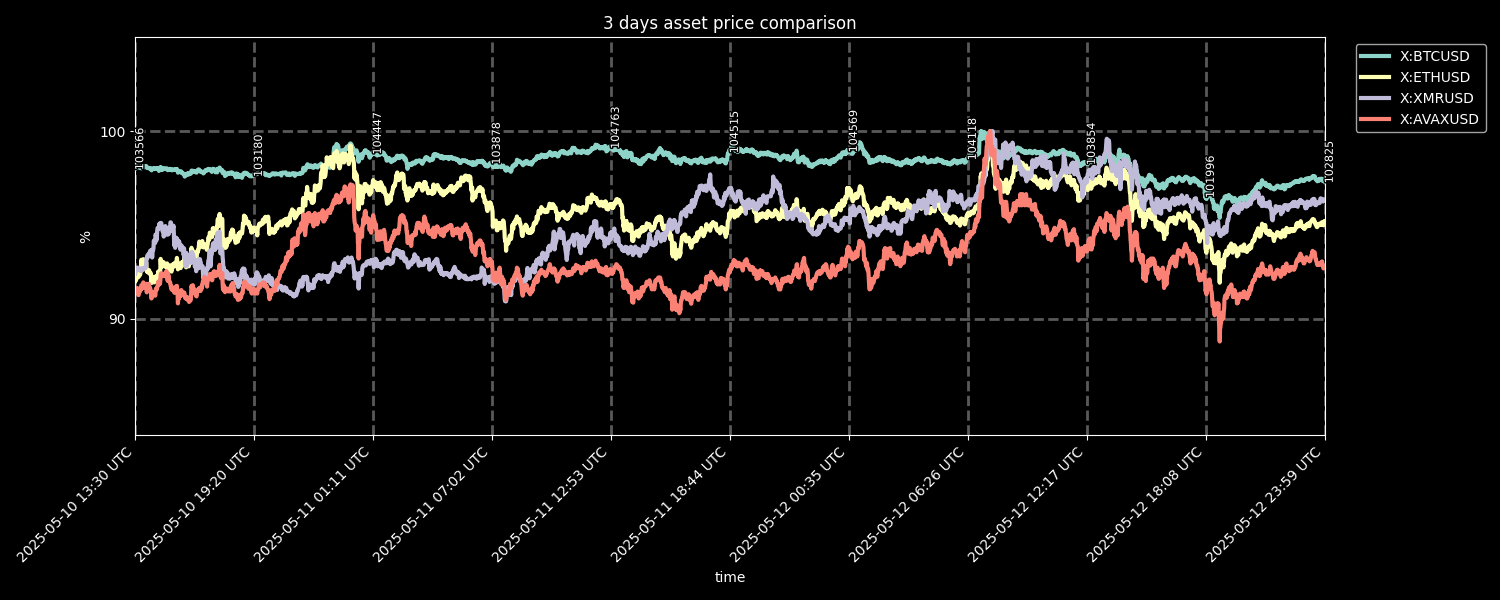 3 days asset price comparison
X:BTCUSD
X:ETHUSD
X:XMRUSD
X:AVAXUSD
%
100
90
103566
103180
104447
103878
104763
104515
104569
104118
103854
101996
102825
2025-05-10 13:30 UTC
2025-05-10 19:20 UTC
2025-05-11 01:11 UTC
2025-05-11 07:02 UTC
2025-05-11 12:53 UTC
2025-05-11 18:44 UTC
2025-05-12 00:35 UTC
2025-05-12 06:26 UTC
2025-05-12 12:17 UTC
2025-05-12 18:08 UTC
2025-05-12 23:59 UTC
time